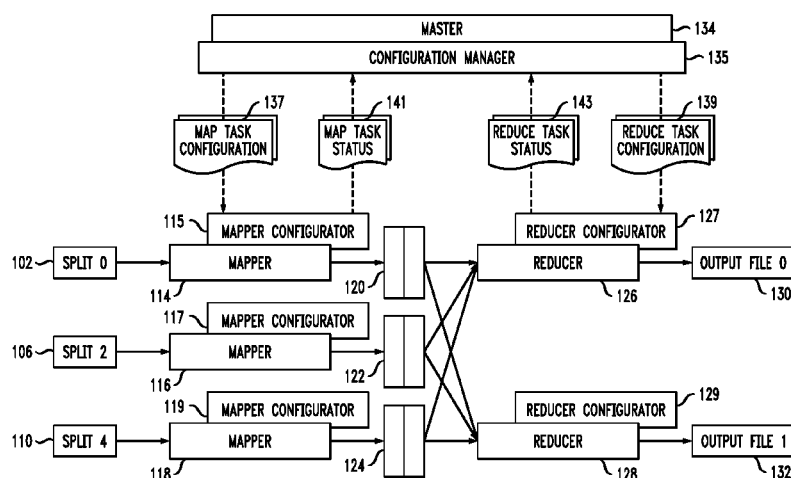 MASTER
134
CONFIGURATION MANAGER
135
137
141
143
139
MAP TASK
CONFIGURATION
MAP TASK
STATUS
REDUCE TASK
STATUS
REDUCE TASK
CONFIGURATION
115
MAPPER CONFIGURATOR
REDUCER CONFIGURATOR
127
102
SPLIT 0
MAPPER
REDUCER
OUTPUT FILE 0
114
120
126
130
117
MAPPER CONFIGURATOR
106
SPLIT 2
MAPPER
116
122
119
MAPPER CONFIGURATOR
REDUCER CONFIGURATOR
129
110
SPLIT 4
MAPPER
REDUCER
OUTPUT FILE 1
118
124
128
132